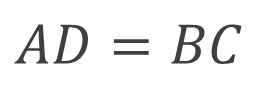 AD = BC